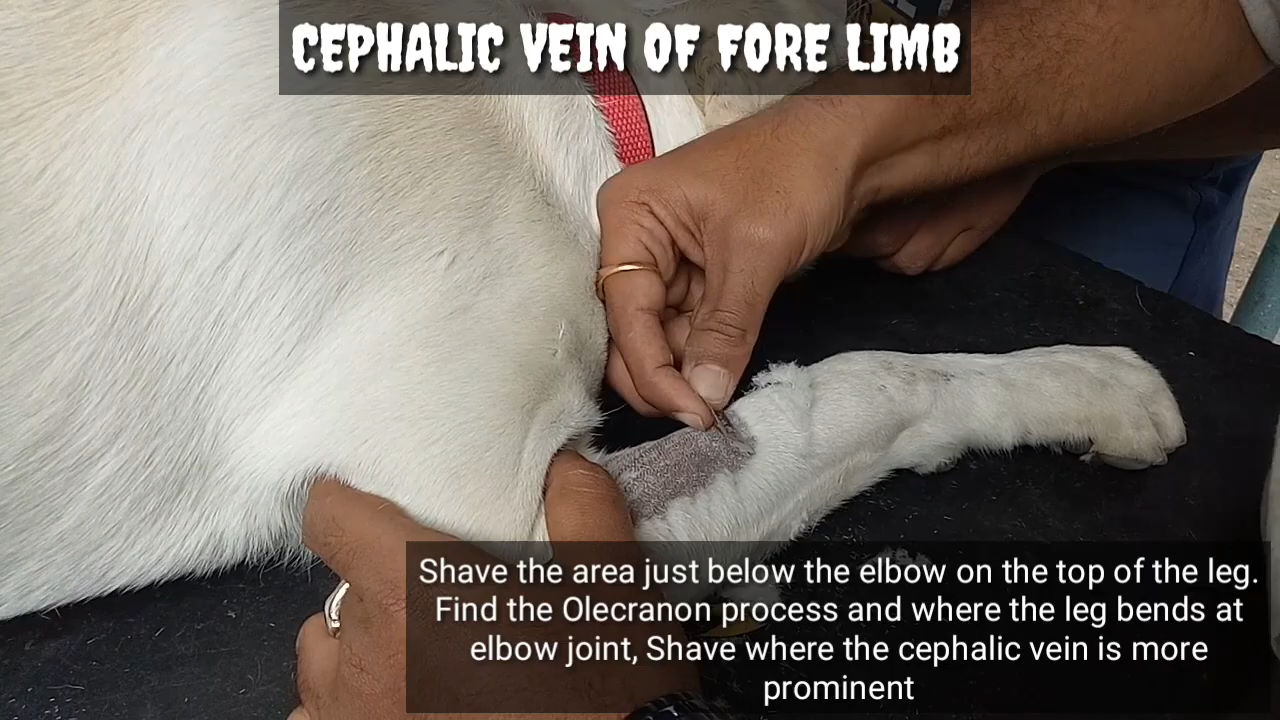 CEPHALIC VEIN OF FORE LIMB
Shave the area just below the elbow on the top of the leg.
Find the Olecranon process and where the leg bends at
elbow joint, Shave where the cephalic vein is more
prominent